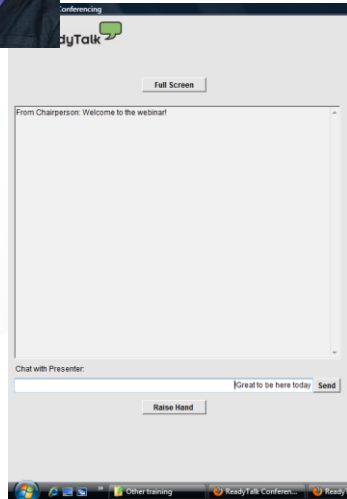 Conferencing
dyTalk
Full Screen
From Chairperson: Welcome to the webinar!
Chat with Presenter:
!Great to be here today Send
Raise Hand
Other training ReadyTalk Conferen... Ready